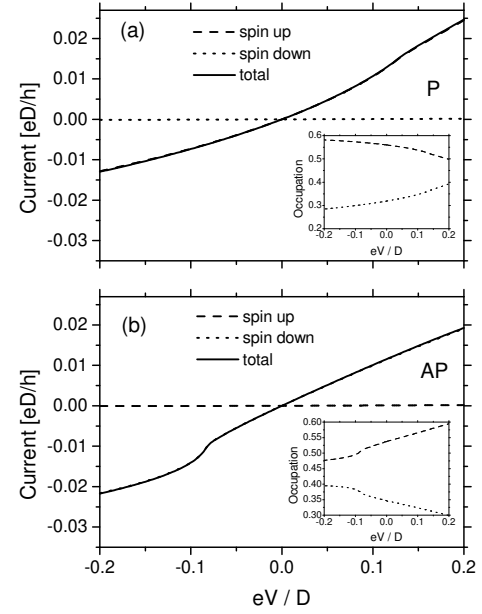 (a)
spin up
spin down
total
P
Current [eD/h]
0.02
0.01
0.00
-0.01
-0.02
-0.03
Occupation
0.6
0.5
0.4
0.3
0.2
-0.2 -0.1 0.0 0.1 0.2
eV / D
(b)
spin up
spin down
total
AP
Current [eD/h]
0.02
0.01
0.00
-0.01
-0.02
-0.03
Occupation
0.60
0.55
0.50
0.45
0.40
0.35
0.30
-0.2 -0.1 0.0 0.1 0.2
eV / D
-0.2 -0.1 0.0 0.1 0.2
eV / D